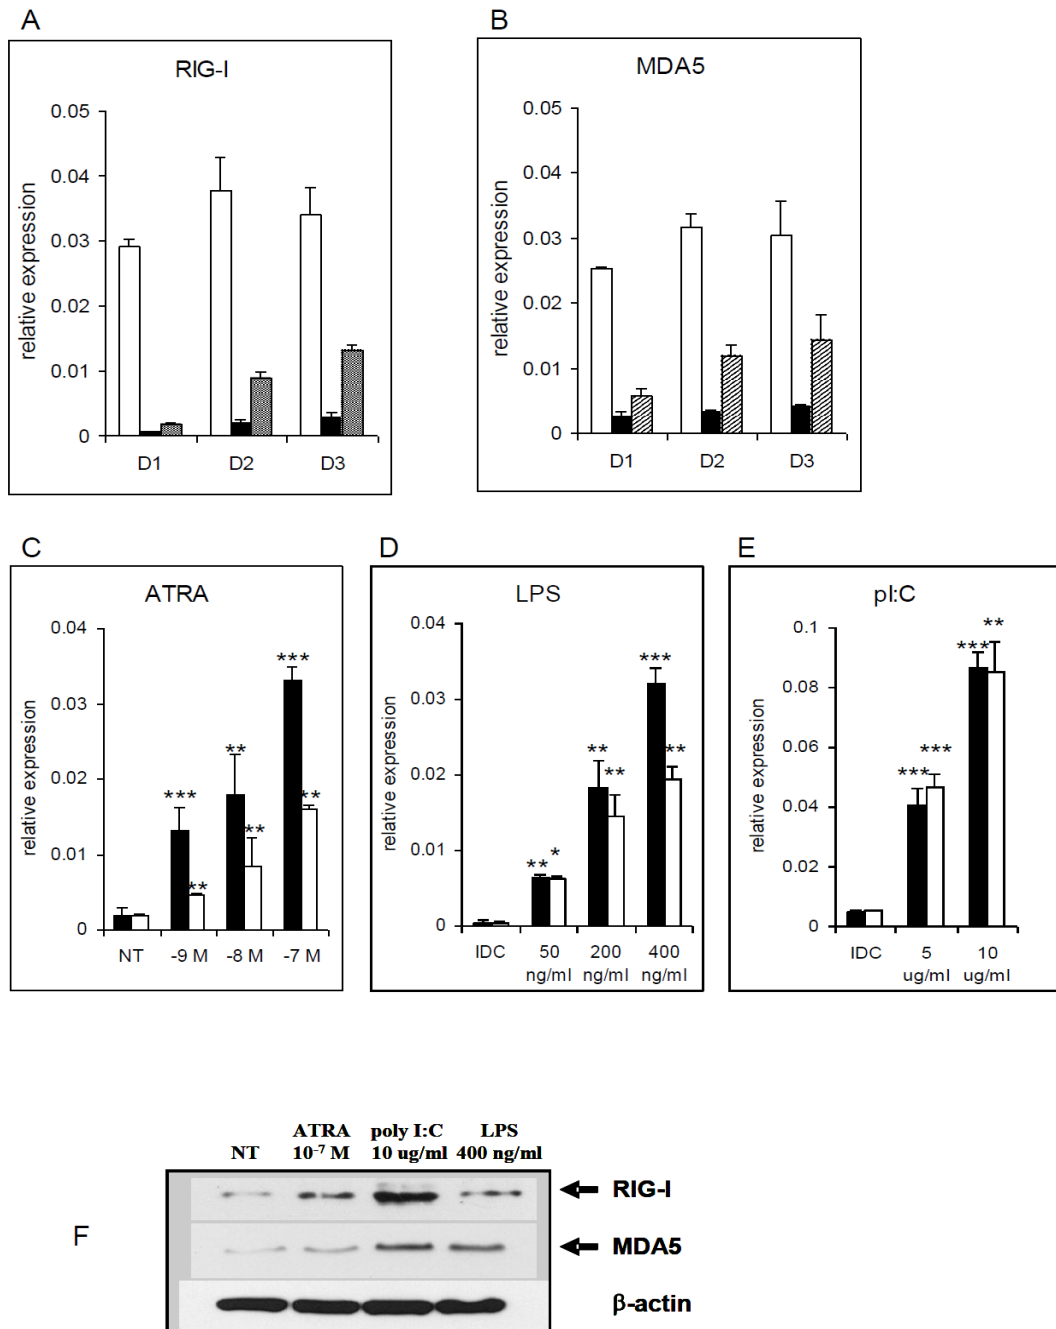 A
RIG-I
relative expression
0.05
0.04
0.03
0.02
0.01
0
D1 D2 D3
B
MDA5
relative expression
0.05
0.04
0.03
0.02
0.01
0
D1 D2 D3
C
ATRA
relative expression
0.04
0.03
0.02
0.01
0
*** ** ** ** *** **
NT -9 M -8 M -7 M
D
LPS
relative expression
0.04
0.03
0.02
0.01
0
** * ** ** *** **
IDC 50 200 400
ng/ml ng/ml ng/ml
E
pI:C
relative expression
0.1
0.08
0.06
0.04
0.02
0
*** *** *** **
IDC 5 10
ug/ml ug/ml
F
ATRA poly I:C LPS
NT 10⁻⁷ M 10 ug/ml 400 ng/ml
RIG-I
MDA5
β-actin